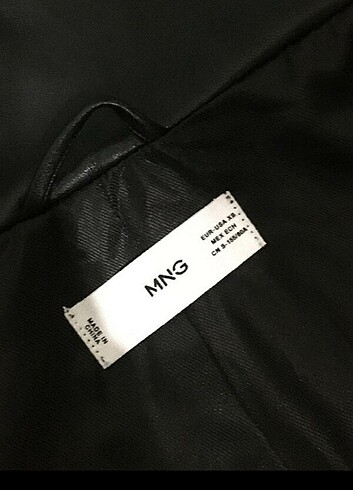 MNG
EUR-USA XS
MEX ECH
CN S-155/80A
MADE IN
CHINA